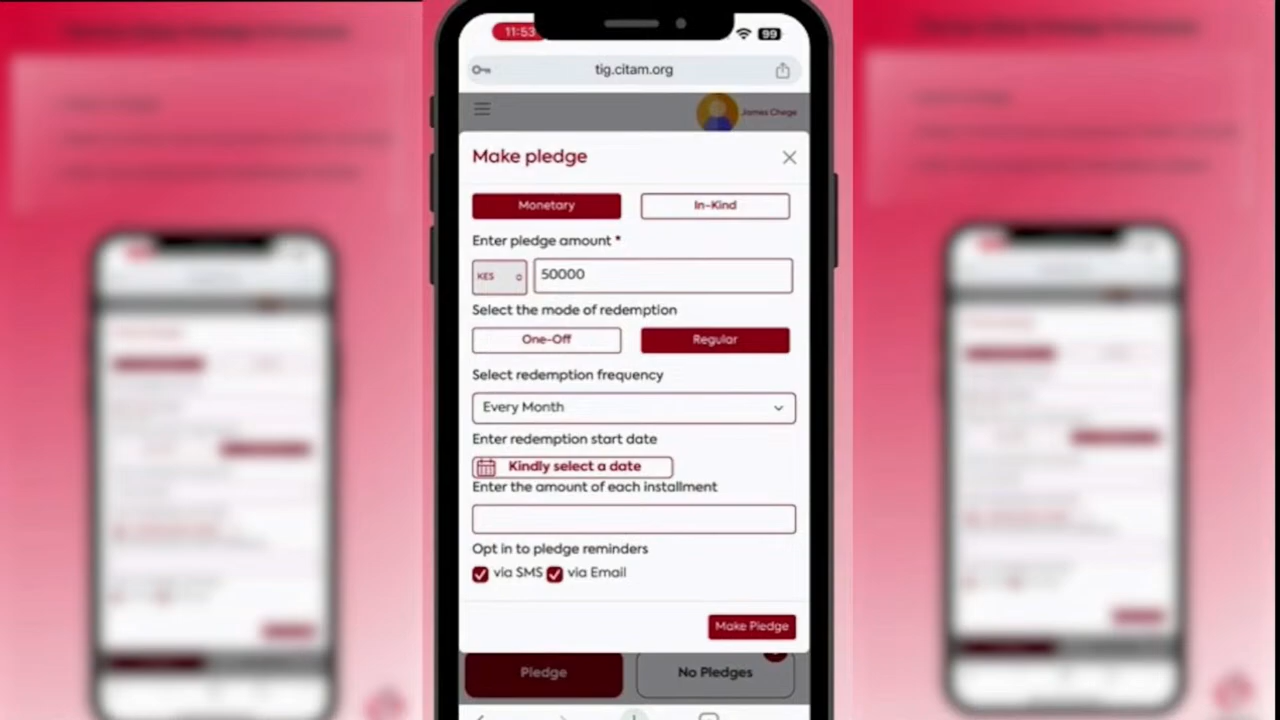 11:53
99
tig.citam.org
James Chege
Make pledge
Monetary
In-Kind
Enter pledge amount *
KES
50000
Select the mode of redemption
One-Off
Regular
Select redemption frequency
Every Month
Enter redemption start date
Kindly select a date
Enter the amount of each installment
Opt in to pledge reminders
via SMS via Email
Make Pledge
Pledge
No Pledges